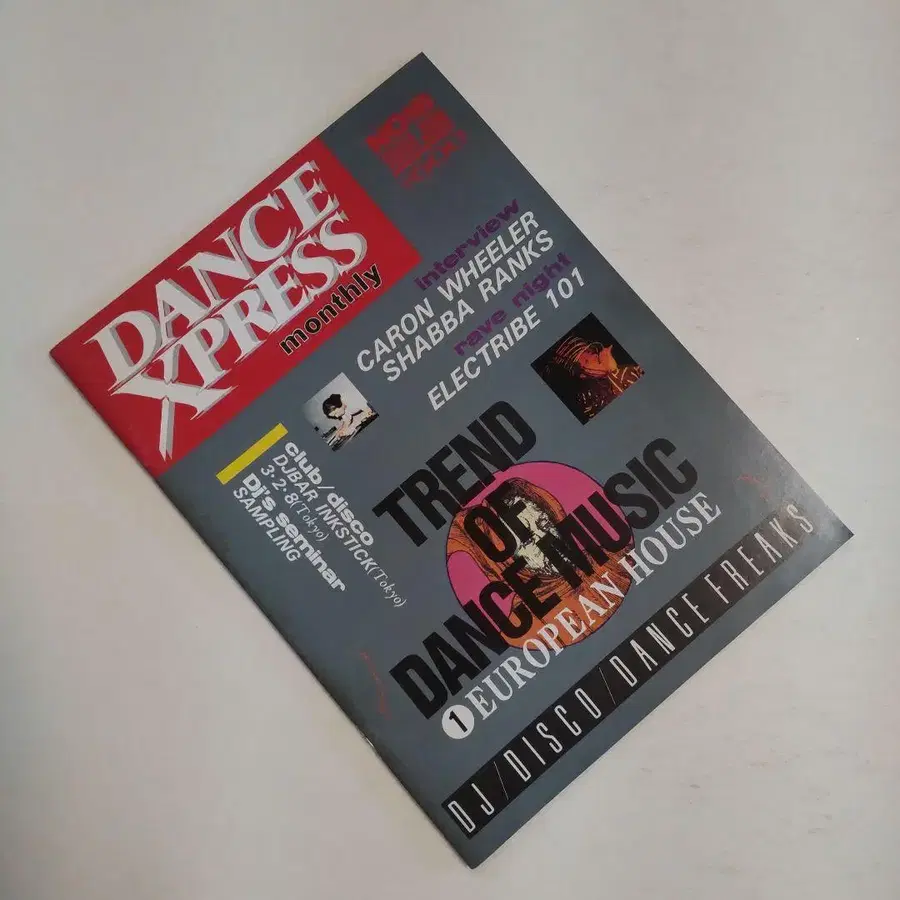 DANCE
XPRESS
monthly
interview
CARON WHEELER
SHABBA RANKS
rave night
ELECTRIBE 101
club/disco
DJBAR INKSTICK(Tokyo)
3·2·8(Tokyo)
DJ's seminar
SAMPLING
TREND
OF
DANCE MUSIC
1 EUROPEAN HOUSE
DJ/DISCO/DANCE FREAKS